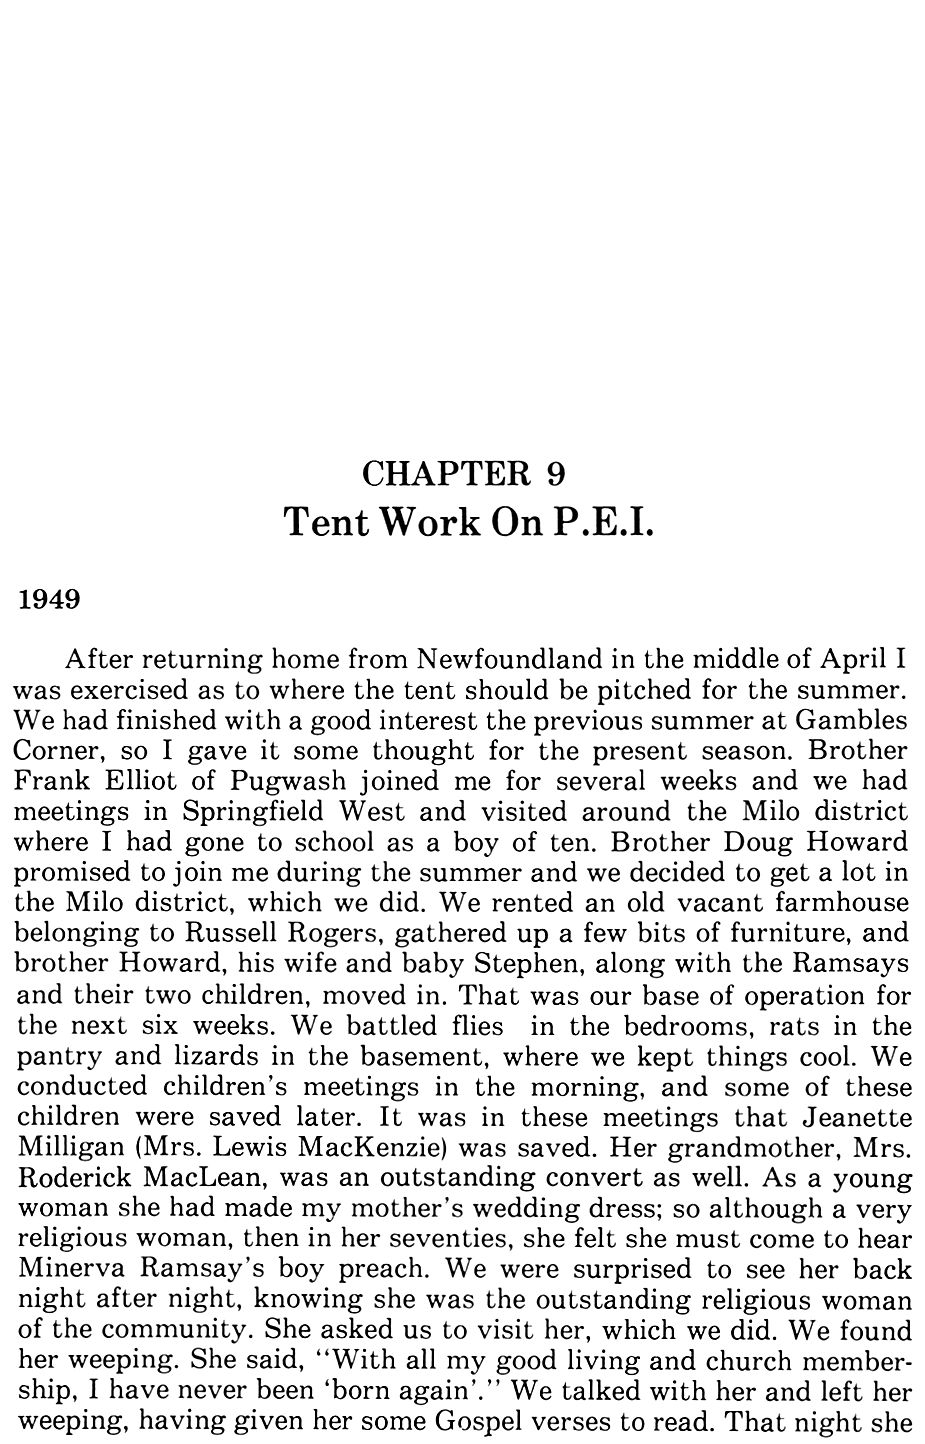 CHAPTER 9
Tent Work On P.E.I.
1949
After returning home from Newfoundland in the middle of April I
was exercised as to where the tent should be pitched for the summer.
We had finished with a good interest the previous summer at Gambles
Corner, so I gave it some thought for the present season. Brother
Frank Elliot of Pugwash joined me for several weeks and we had
meetings in Springfield West and visited around the Milo district
where I had gone to school as a boy of ten. Brother Doug Howard
promised to join me during the summer and we decided to get a lot in
the Milo district, which we did. We rented an old vacant farmhouse
belonging to Russell Rogers, gathered up a few bits of furniture, and
brother Howard, his wife and baby Stephen, along with the Ramsays
and their two children, moved in. That was our base of operation for
the next six weeks. We battled flies in the bedrooms, rats in the
pantry and lizards in the basement, where we kept things cool. We
conducted children's meetings in the morning, and some of these
children were saved later. It was in these meetings that Jeanette
Milligan (Mrs. Lewis MacKenzie) was saved. Her grandmother, Mrs.
Roderick MacLean, was an outstanding convert as well. As a young
woman she had made my mother's wedding dress; so although a very
religious woman, then in her seventies, she felt she must come to hear
Minerva Ramsay's boy preach. We were surprised to see her back
night after night, knowing she was the outstanding religious woman
of the community. She asked us to visit her, which we did. We found
her weeping. She said, "With all my good living and church member-
ship, I have never been 'born again'." We talked with her and left her
weeping, having given her some Gospel verses to read. That night she